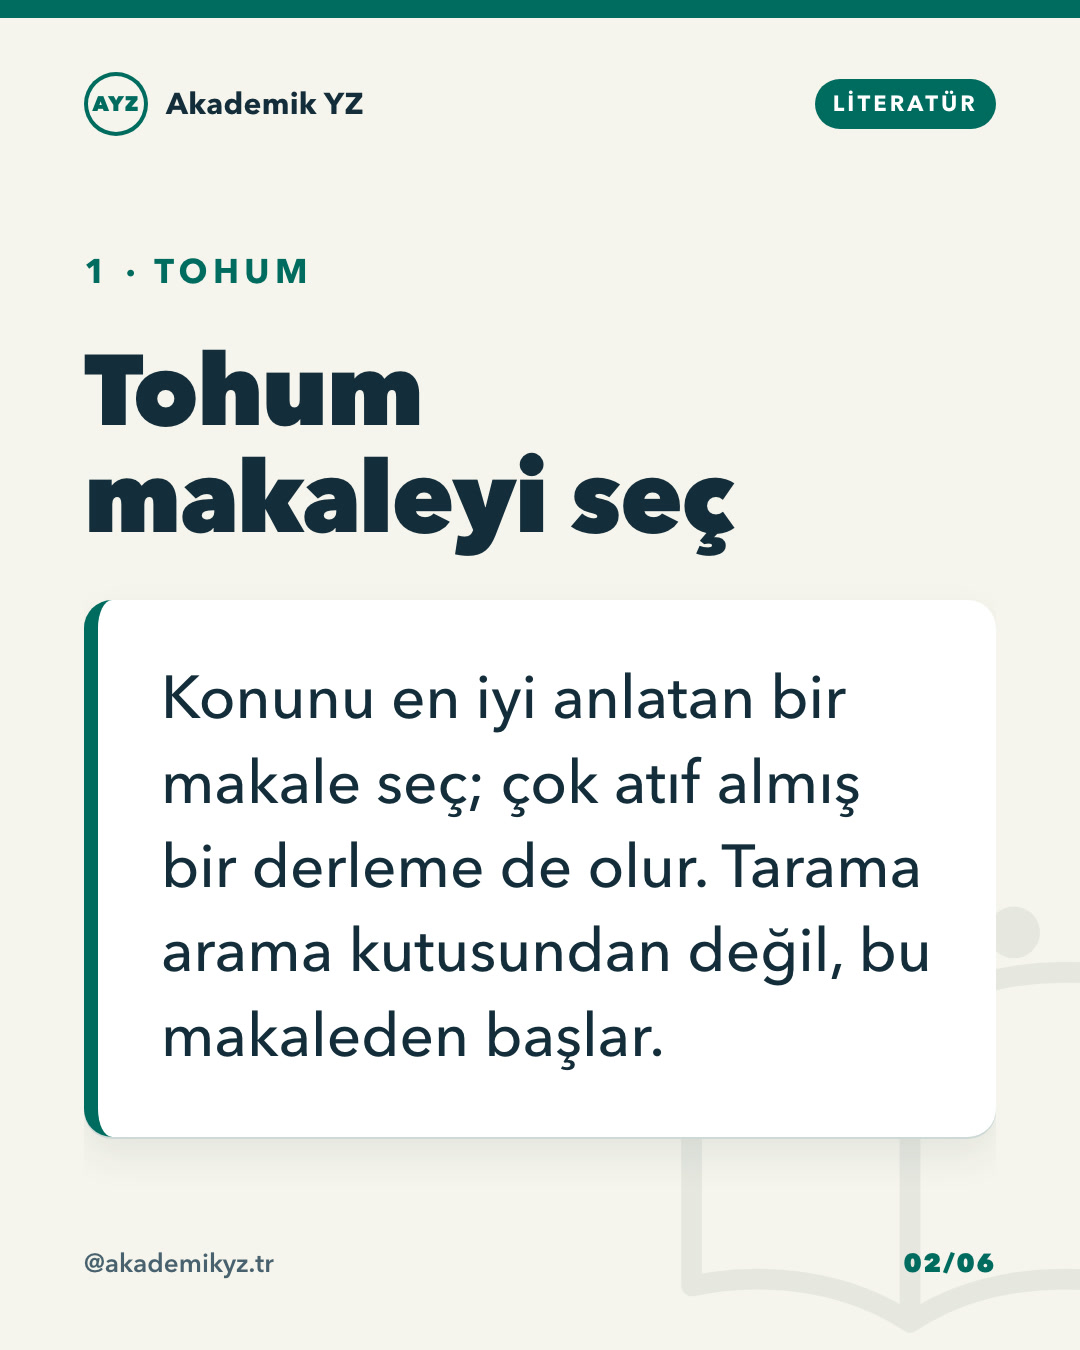 AYZ Akademik YZ
LİTERATÜR
1 · TOHUM
Tohum
makaleyi seç
Konunu en iyi anlatan bir
makale seç; çok atıf almış
bir derleme de olur. Tarama
arama kutusundan değil, bu
makaleden başlar.
@akademikyz.tr
02/06